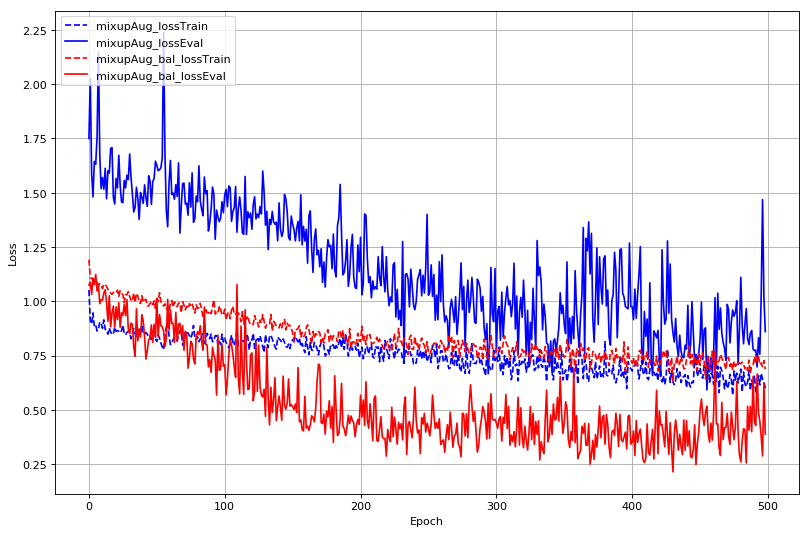 mixupAug_lossTrain
mixupAug_lossEval
mixupAug_bal_lossTrain
mixupAug_bal_lossEval
2.25
2.00
1.75
1.50
1.25
1.00
0.75
0.50
0.25
Loss
0 100 200 300 400 500
Epoch